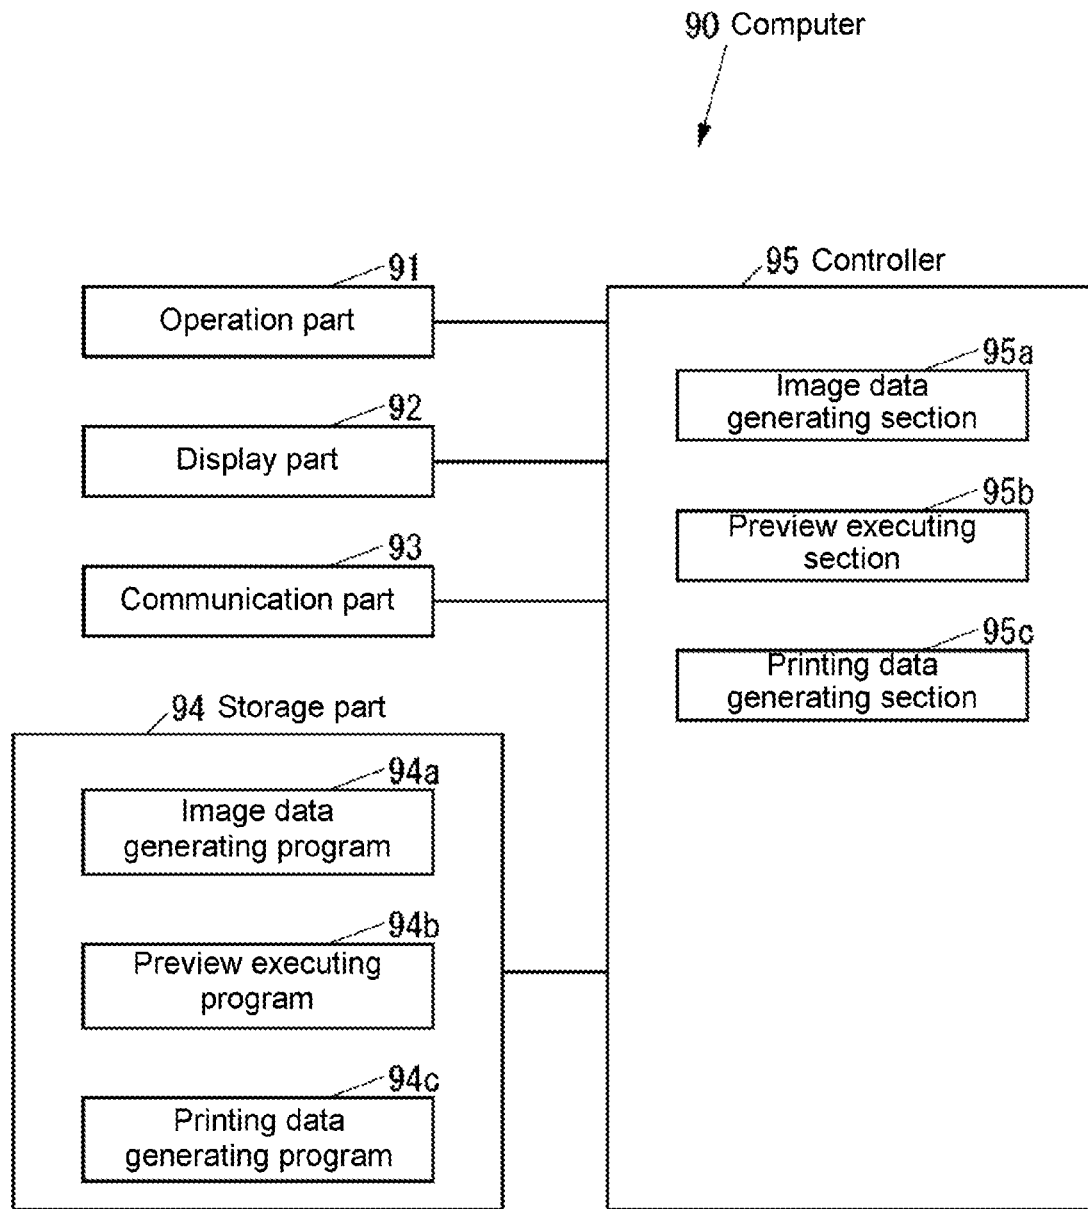 90 Computer
91
Operation part
92
Display part
93
Communication part
94 Storage part
94a
Image data
generating program
94b
Preview executing
program
94c
Printing data
generating program
95 Controller
95a
Image data
generating section
95b
Preview executing
section
95c
Printing data
generating section